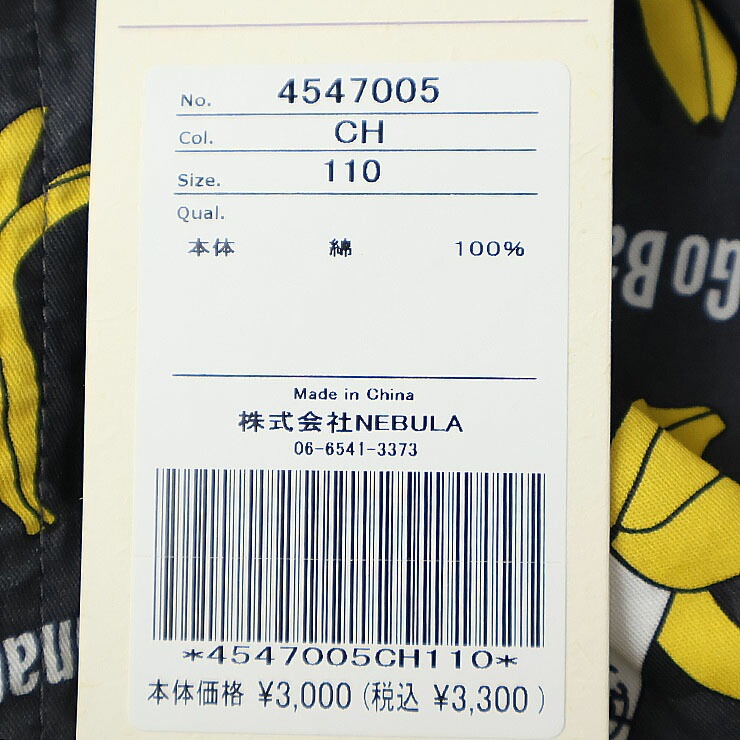 No. 4547005
Col. CH
Size. 110
Qual.
本体 綿 100%
Made in China
株式会社NEBULA
06-6541-3373
*4547005CH110*
本体価格 ¥3,000 (税込 ¥3,300)
Go Ba